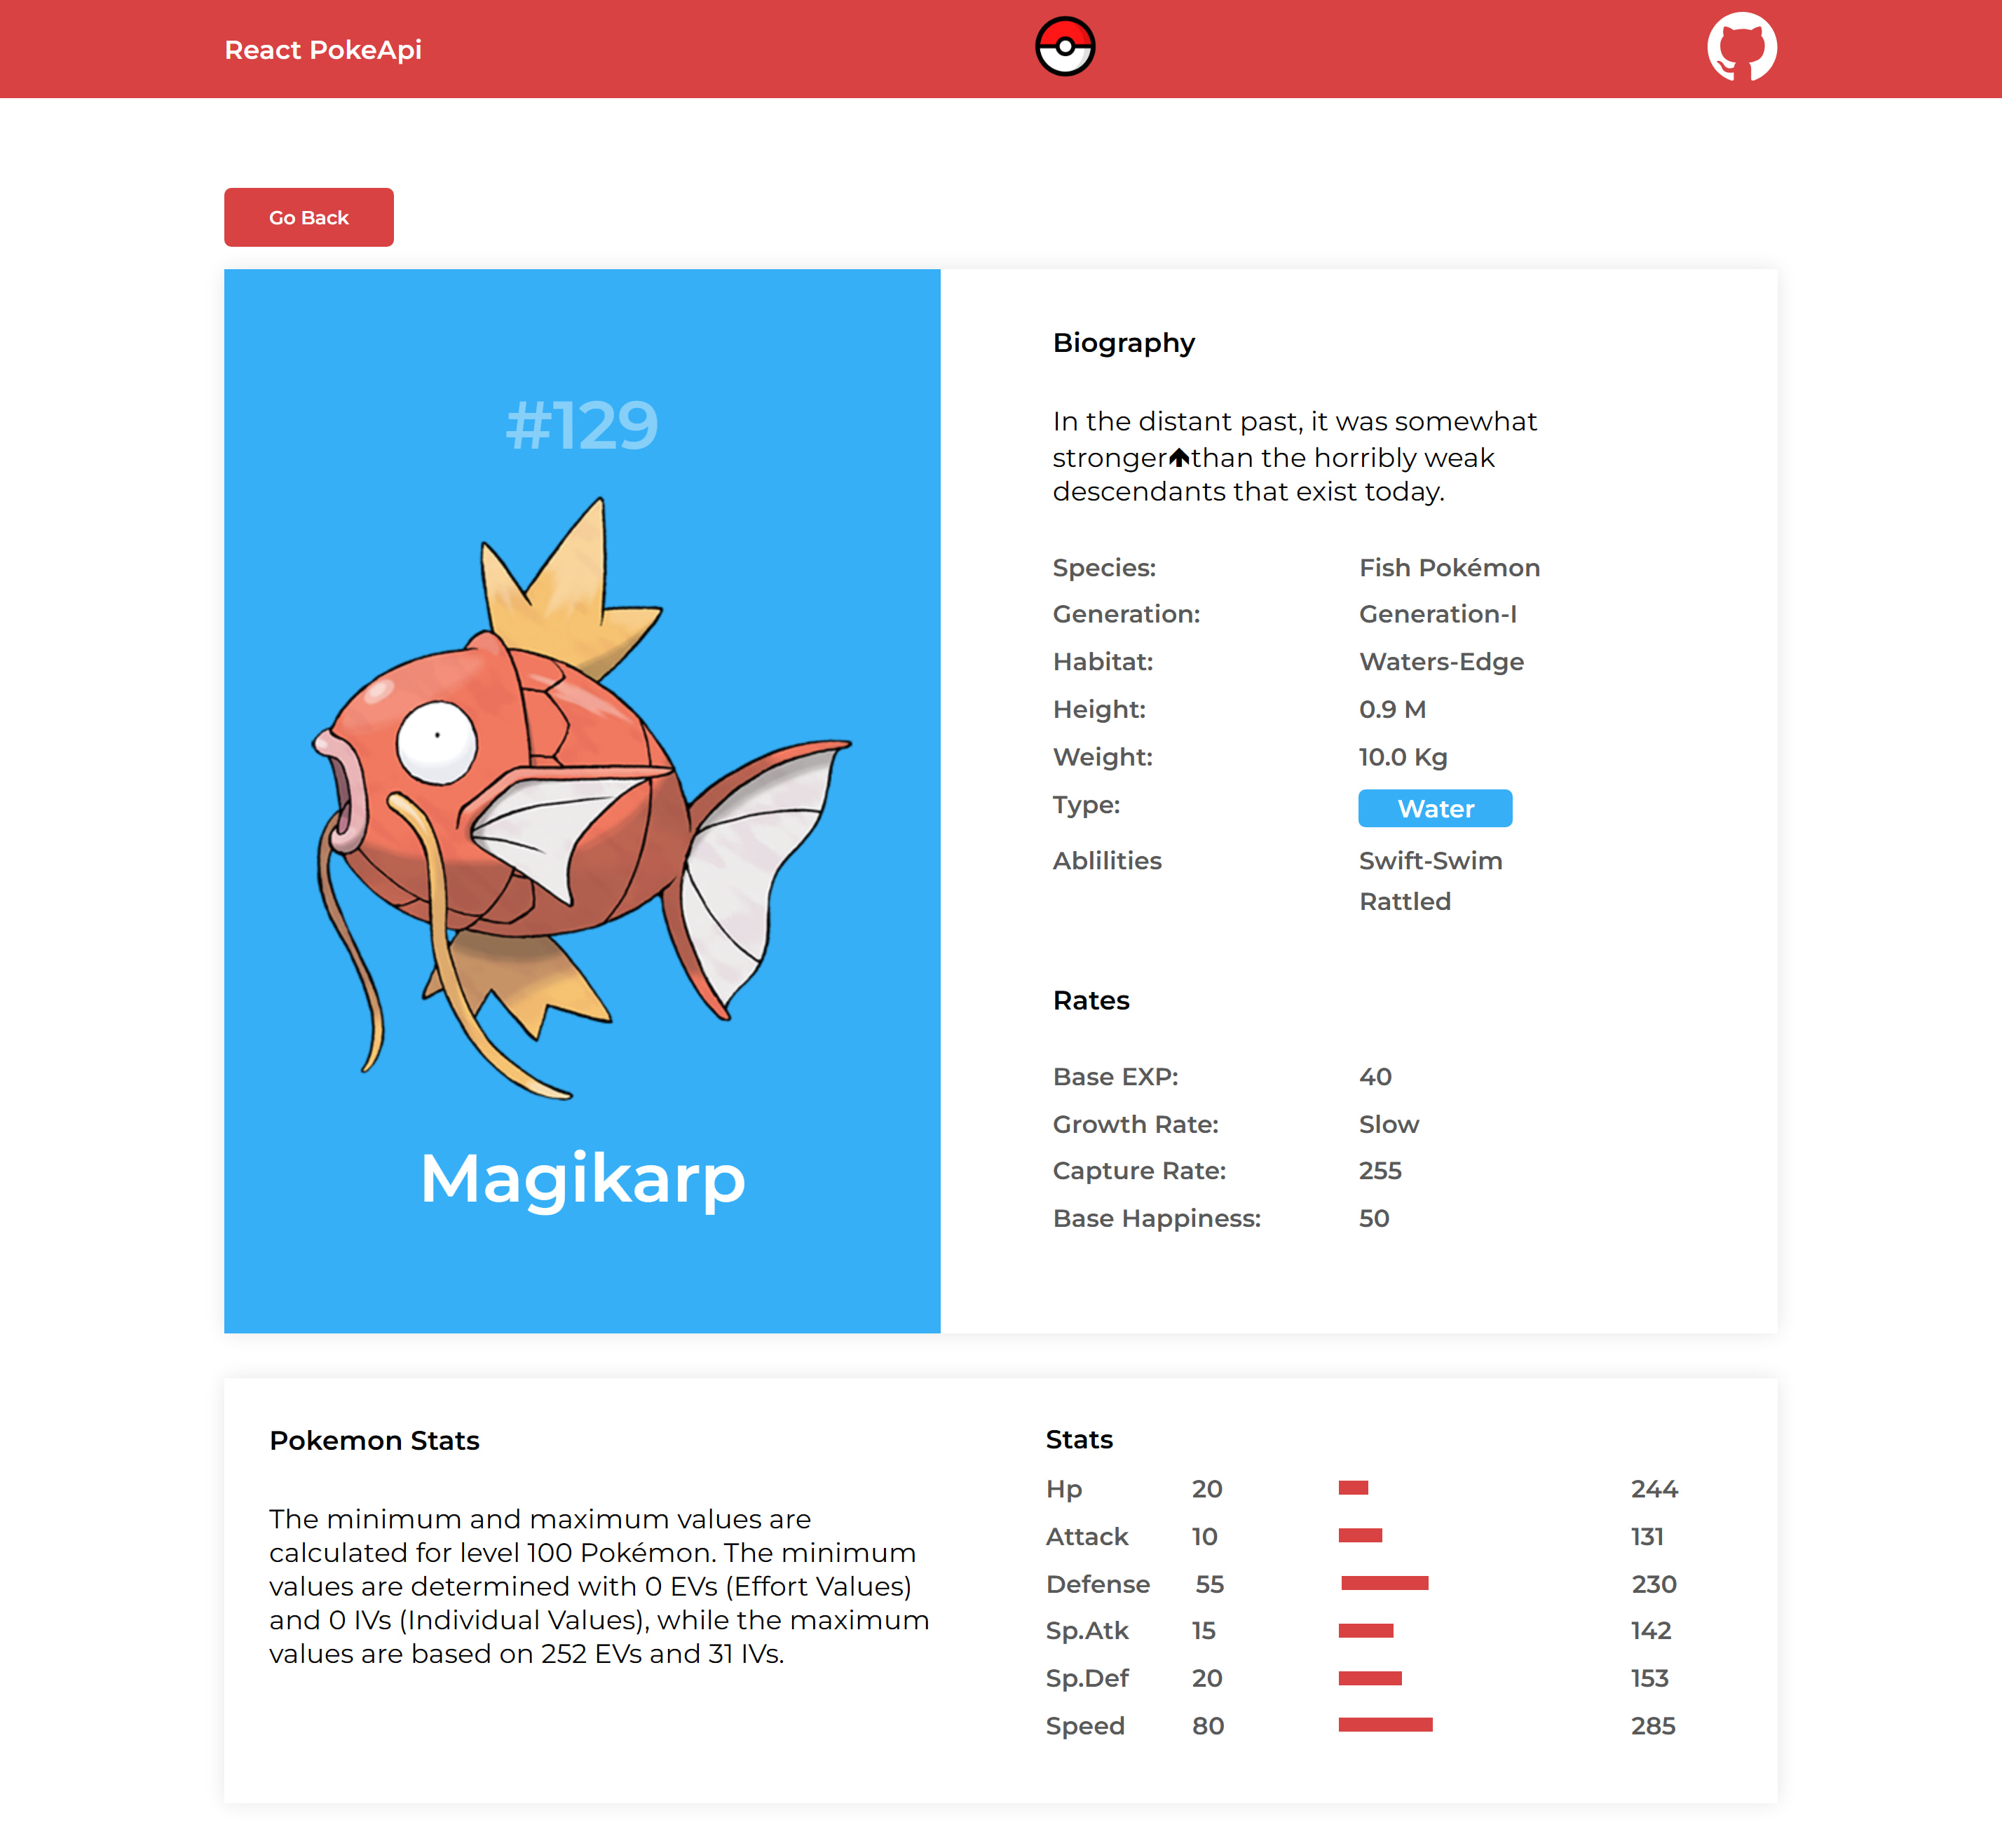 React PokeApi
Go Back
#129
Magikarp
Biography
In the distant past, it was somewhat
stronger🡅than the horribly weak
descendants that exist today.
Species: Fish Pokémon
Generation: Generation-I
Habitat: Waters-Edge
Height: 0.9 M
Weight: 10.0 Kg
Type: Water
Ablilities Swift-Swim
Rattled
Rates
Base EXP: 40
Growth Rate: Slow
Capture Rate: 255
Base Happiness: 50
Pokemon Stats
The minimum and maximum values are
calculated for level 100 Pokémon. The minimum
values are determined with 0 EVs (Effort Values)
and 0 IVs (Individual Values), while the maximum
values are based on 252 EVs and 31 IVs.
Stats
Hp 20 244
Attack 10 131
Defense 55 230
Sp.Atk 15 142
Sp.Def 20 153
Speed 80 285